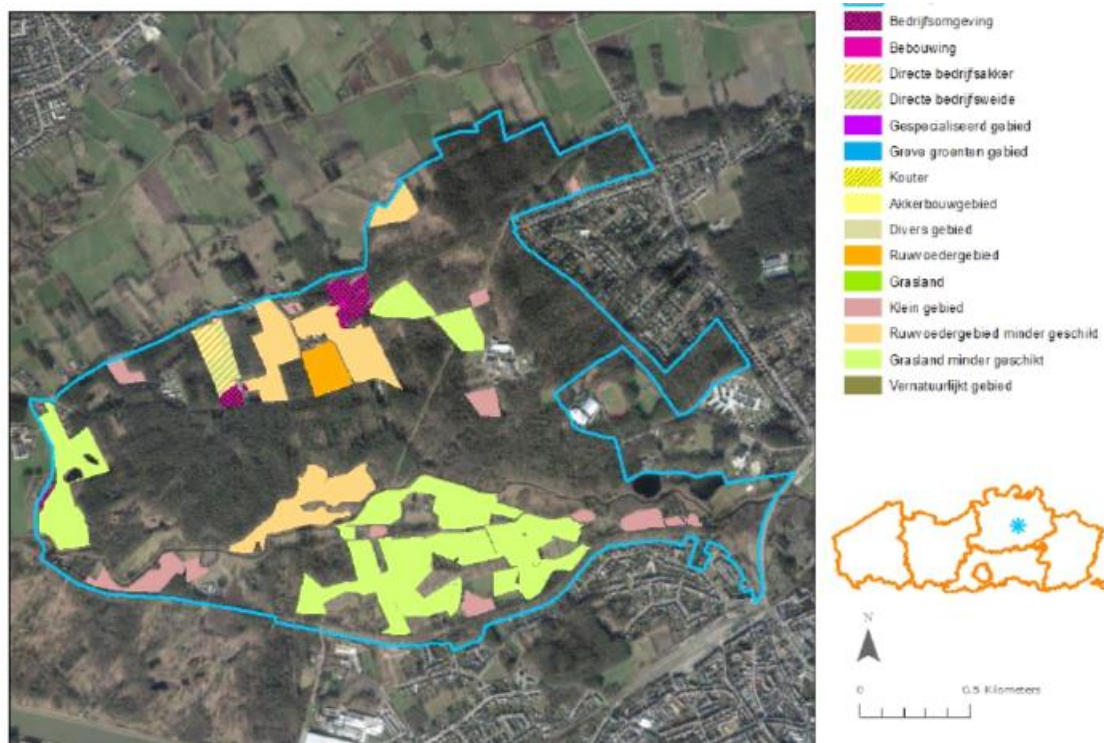 Bedrijfsomgeving
Bebouwing
Directe bedrijfsakker
Directe bedrijfsweide
Gespecialiseerd gebied
Grove groenten gebied
Kouter
Akkerbouwgebied
Divers gebied
Ruwvoedergebied
Grasland
Klein gebied
Ruwvoedergebied minder geschikt
Grasland minder geschikt
Vernatuurlijkt gebied
N
0 0.5 Kilometers